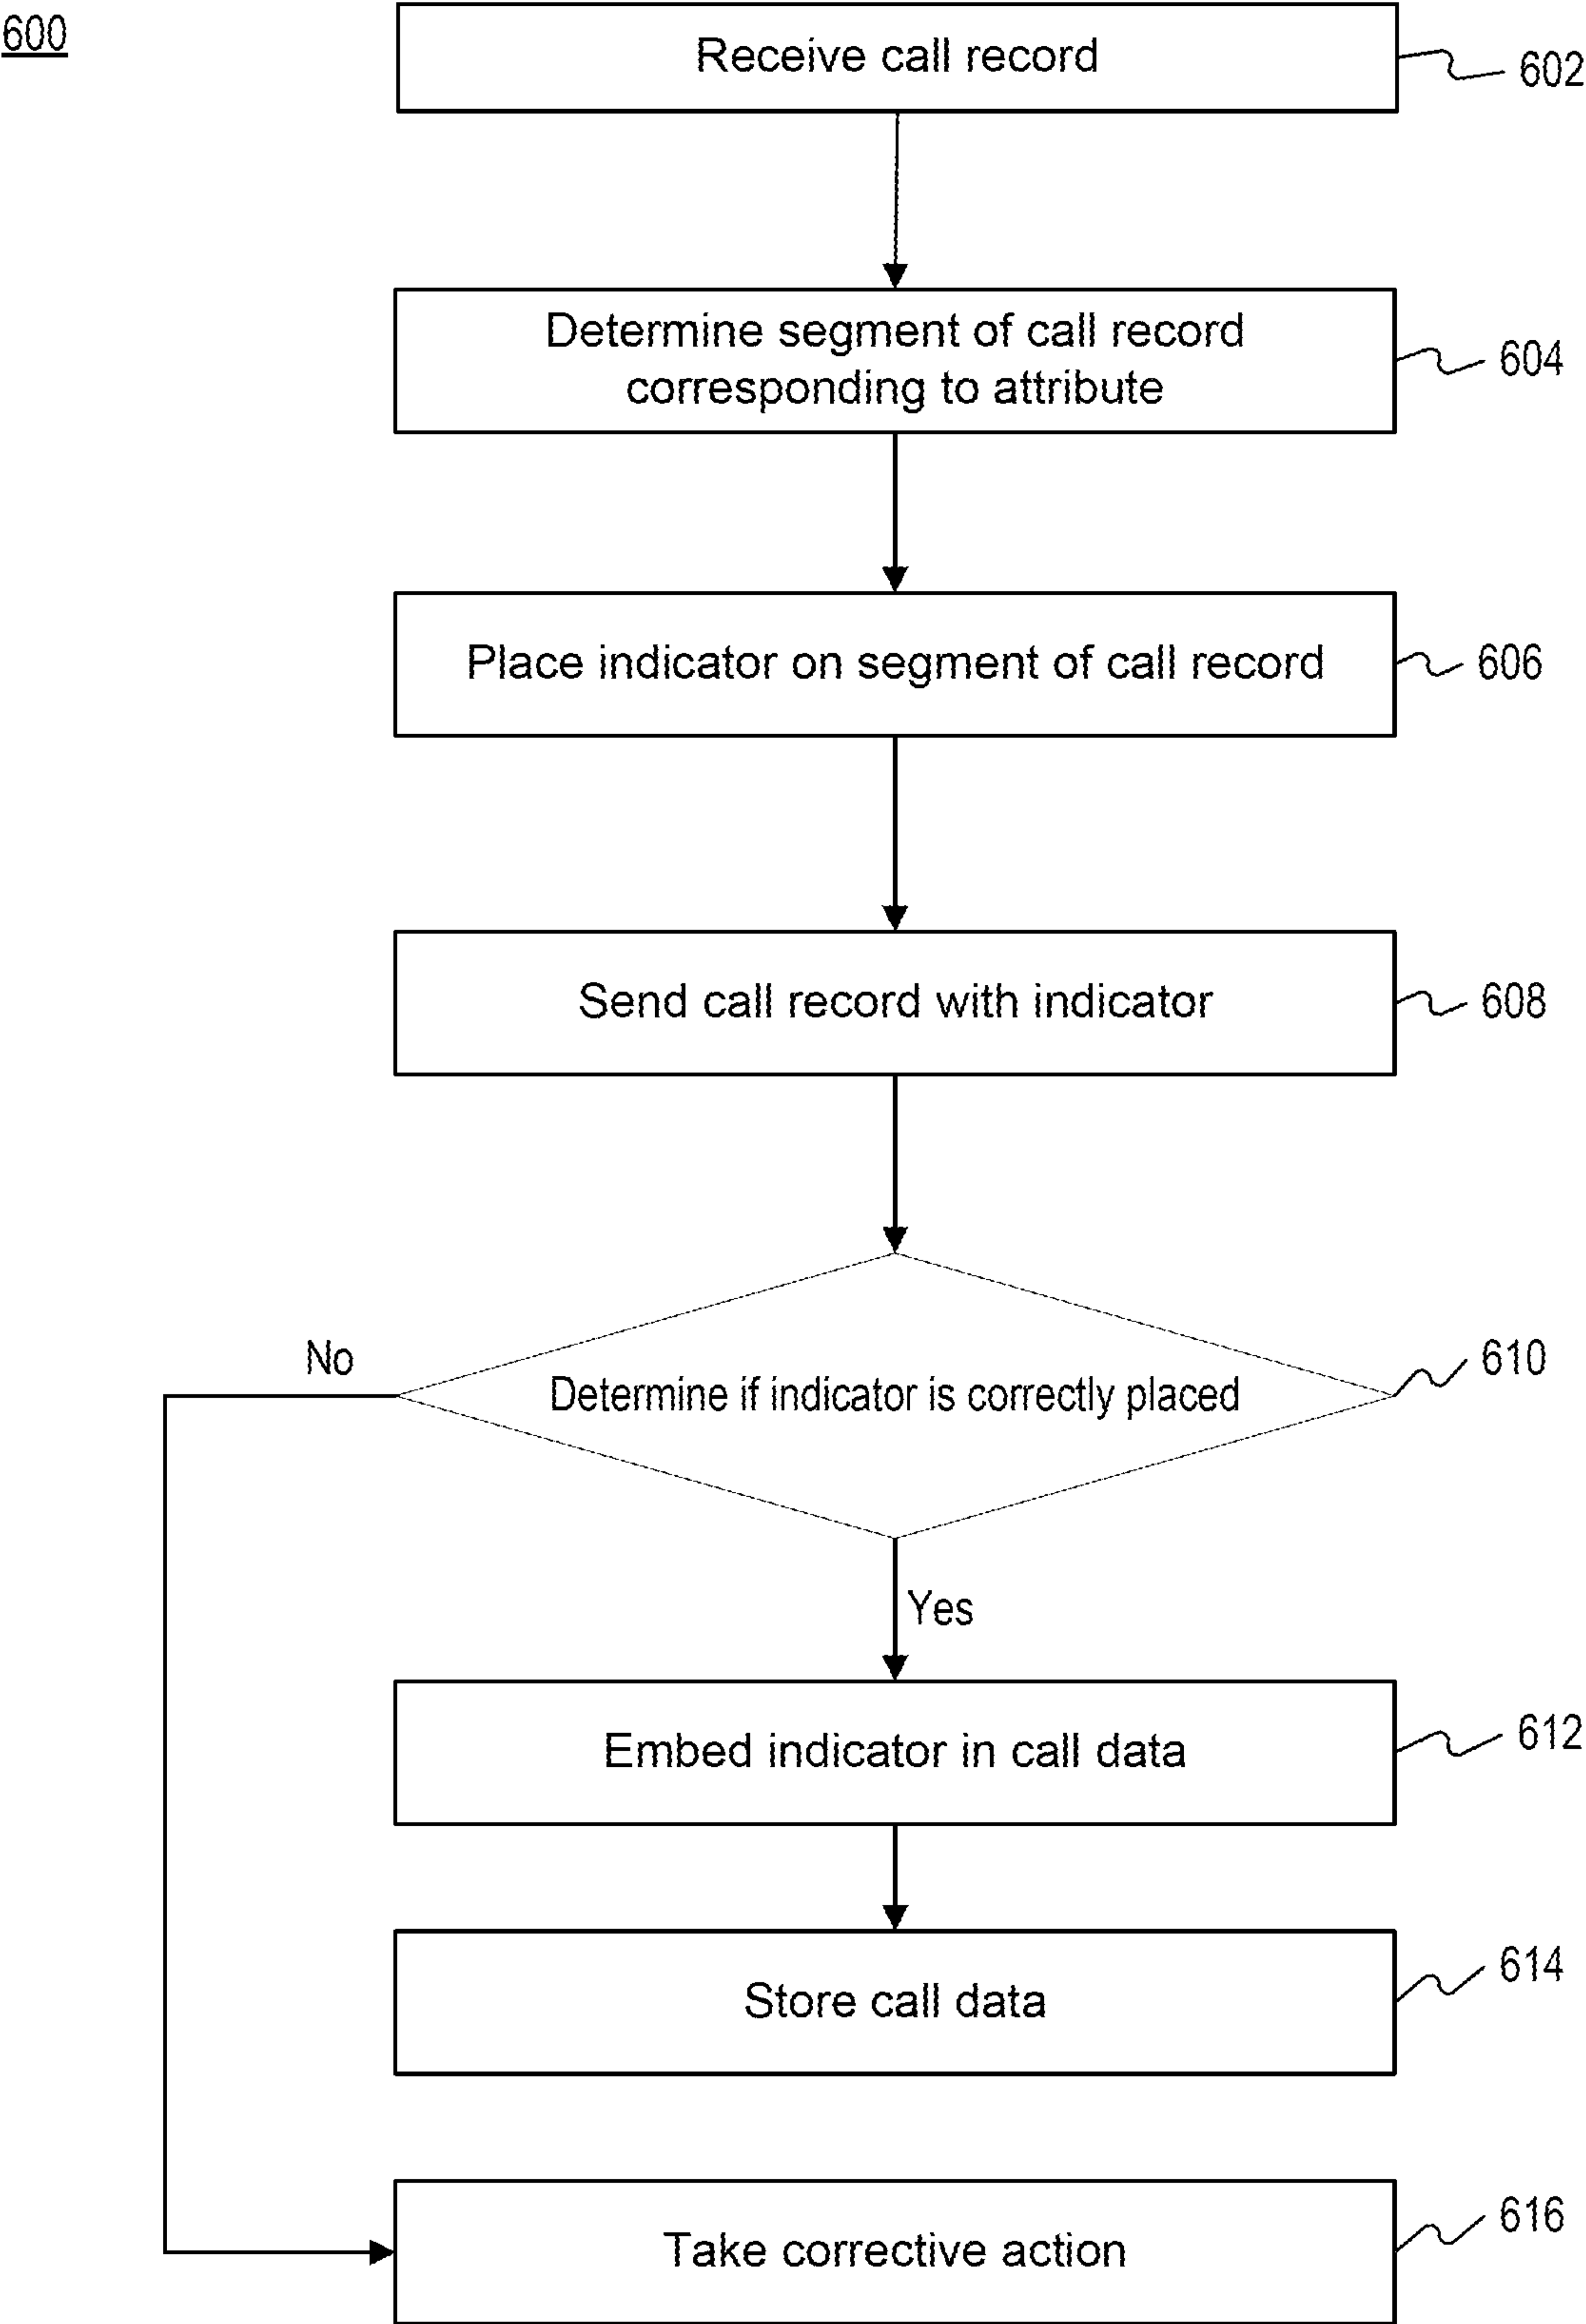 600
Receive call record
602
Determine segment of call record
corresponding to attribute
604
Place indicator on segment of call record
606
Send call record with indicator
608
No
Determine if indicator is correctly placed
610
Yes
Embed indicator in call data
612
Store call data
614
Take corrective action
616